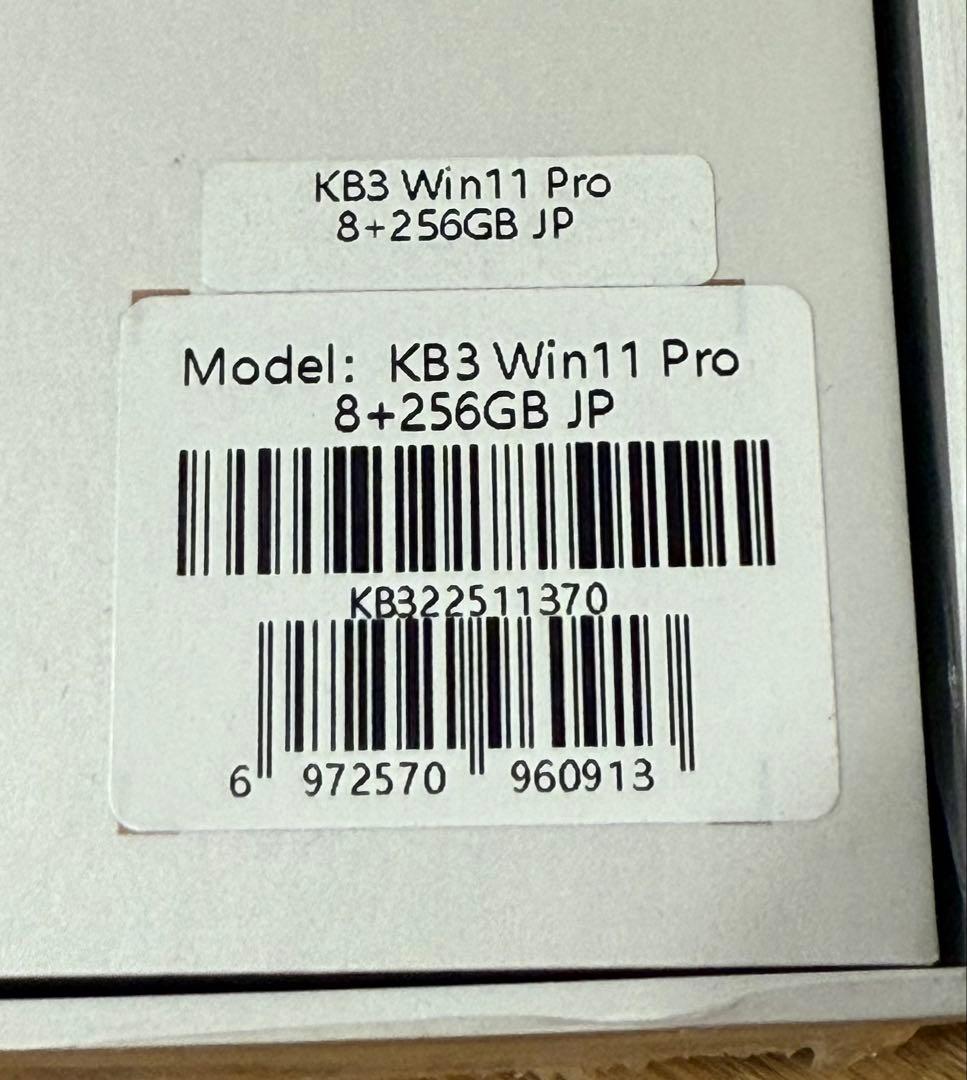 KB3 Win11 Pro
8+256GB JP
Model: KB3 Win11 Pro
8+256GB JP
KB322511370
6 972570 960913